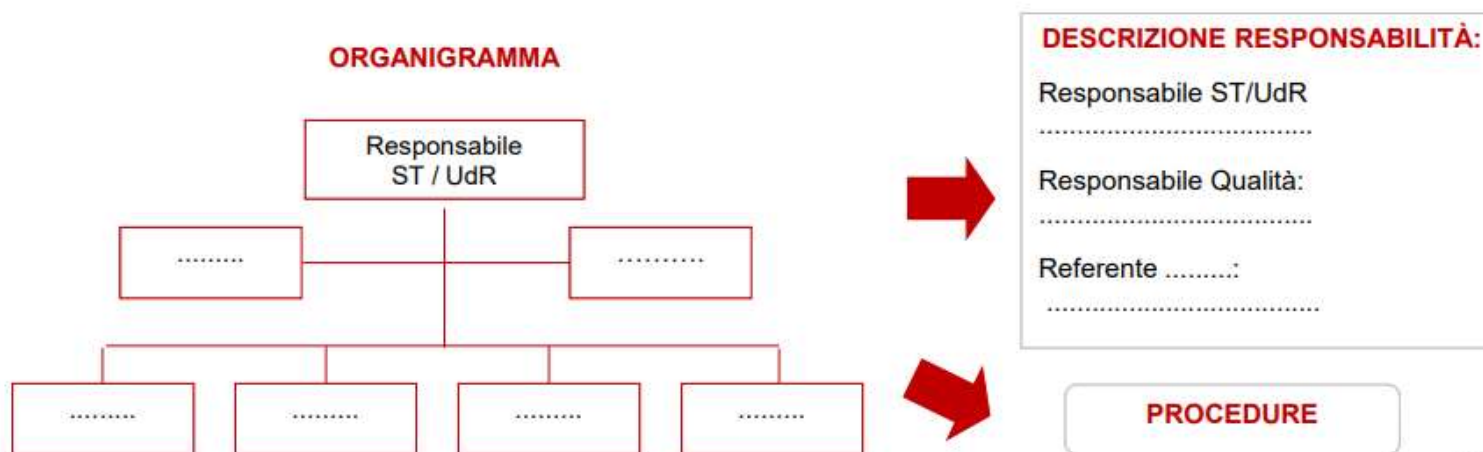 ORGANIGRAMMA
Responsabile
ST / UdR
.........
..........
.........
.........
.........
.........
DESCRIZIONE RESPONSABILITÀ:
Responsabile ST/UdR
....................................
Responsabile Qualità:
....................................
Referente .........:
....................................
PROCEDURE